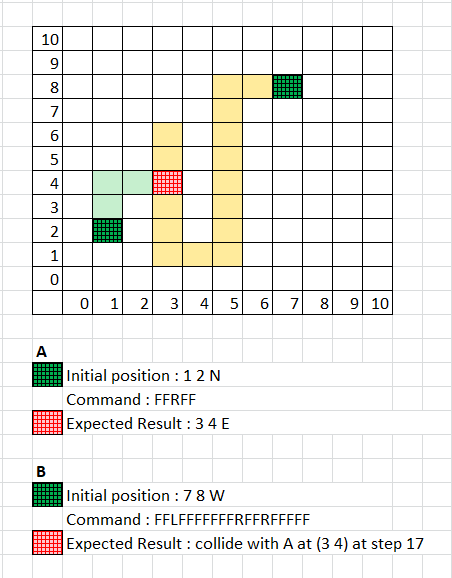 10
9
8
7
6
5
4
3
2
1
0
0 1 2 3 4 5 6 7 8 9 10
A
Initial position : 1 2 N
Command : FFRFF
Expected Result : 3 4 E
B
Initial position : 7 8 W
Command : FFLFFFFFFFRFFRFFFFF
Expected Result : collide with A at (3 4) at step 17